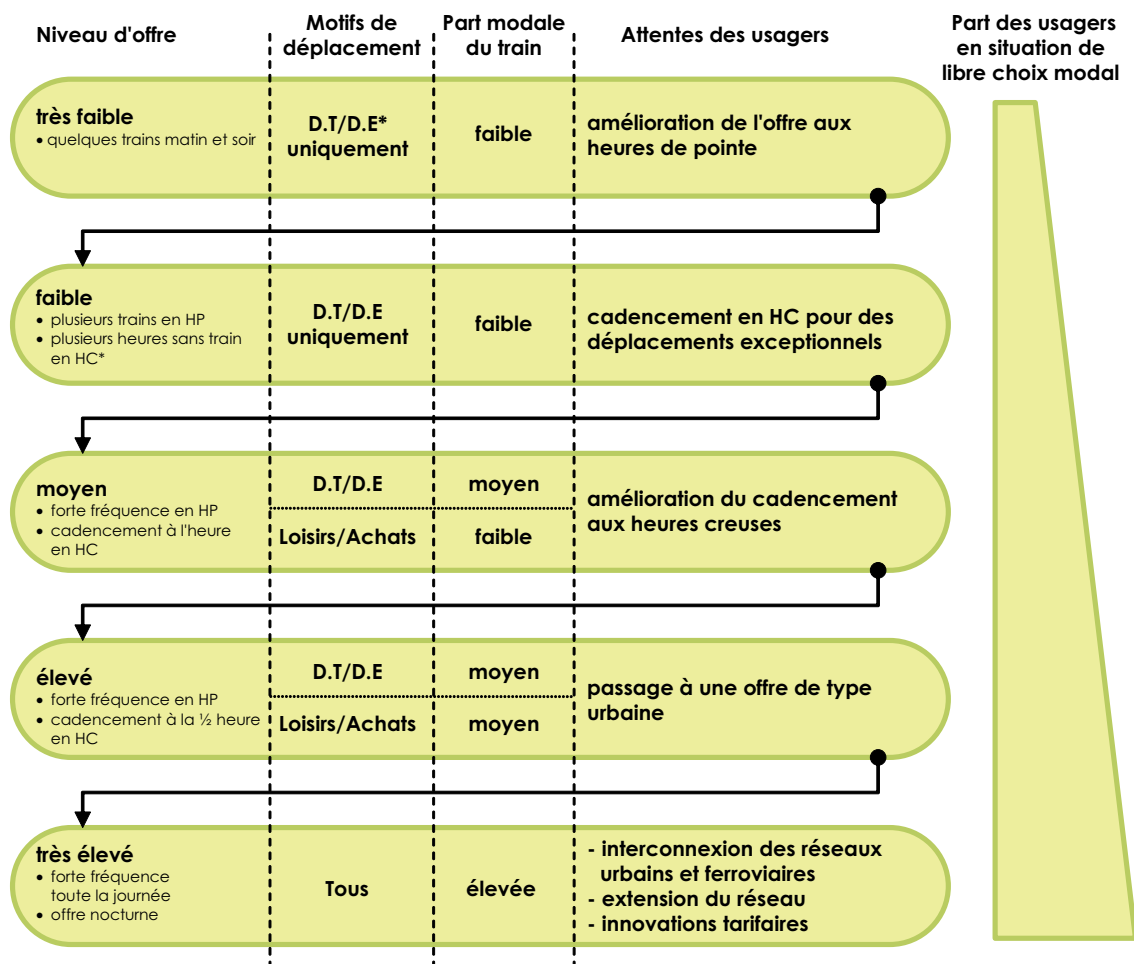 Niveau d'offre
Motifs de
déplacement
Part modale
du train
Attentes des usagers
Part des usagers
en situation de
libre choix modal
très faible
• quelques trains matin et soir
D.T/D.E*
uniquement
faible
amélioration de l'offre aux
heures de pointe
faible
• plusieurs trains en HP
• plusieurs heures sans train
en HC*
D.T/D.E
uniquement
faible
cadencement en HC pour des
déplacements exceptionnels
moyen
• forte fréquence en HP
• cadencement à l'heure
en HC
D.T/D.E
moyen
Loisirs/Achats
faible
amélioration du cadencement
aux heures creuses
élevé
• forte fréquence en HP
• cadencement à la ½ heure
en HC
D.T/D.E
moyen
Loisirs/Achats
moyen
passage à une offre de type
urbaine
très élevé
• forte fréquence
toute la journée
• offre nocturne
Tous
élevée
- interconnexion des réseaux
urbains et ferroviaires
- extension du réseau
- innovations tarifaires